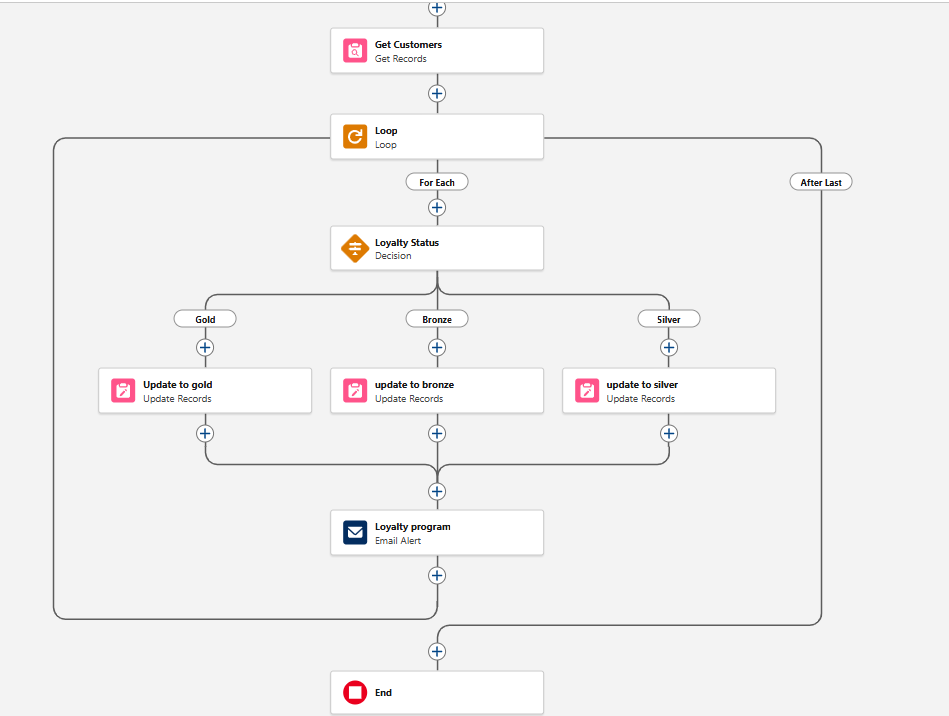 Get Customers
Get Records
Loop
Loop
For Each
After Last
Loyalty Status
Decision
Gold
Bronze
Silver
Update to gold
Update Records
update to bronze
Update Records
update to silver
Update Records
Loyalty program
Email Alert
End